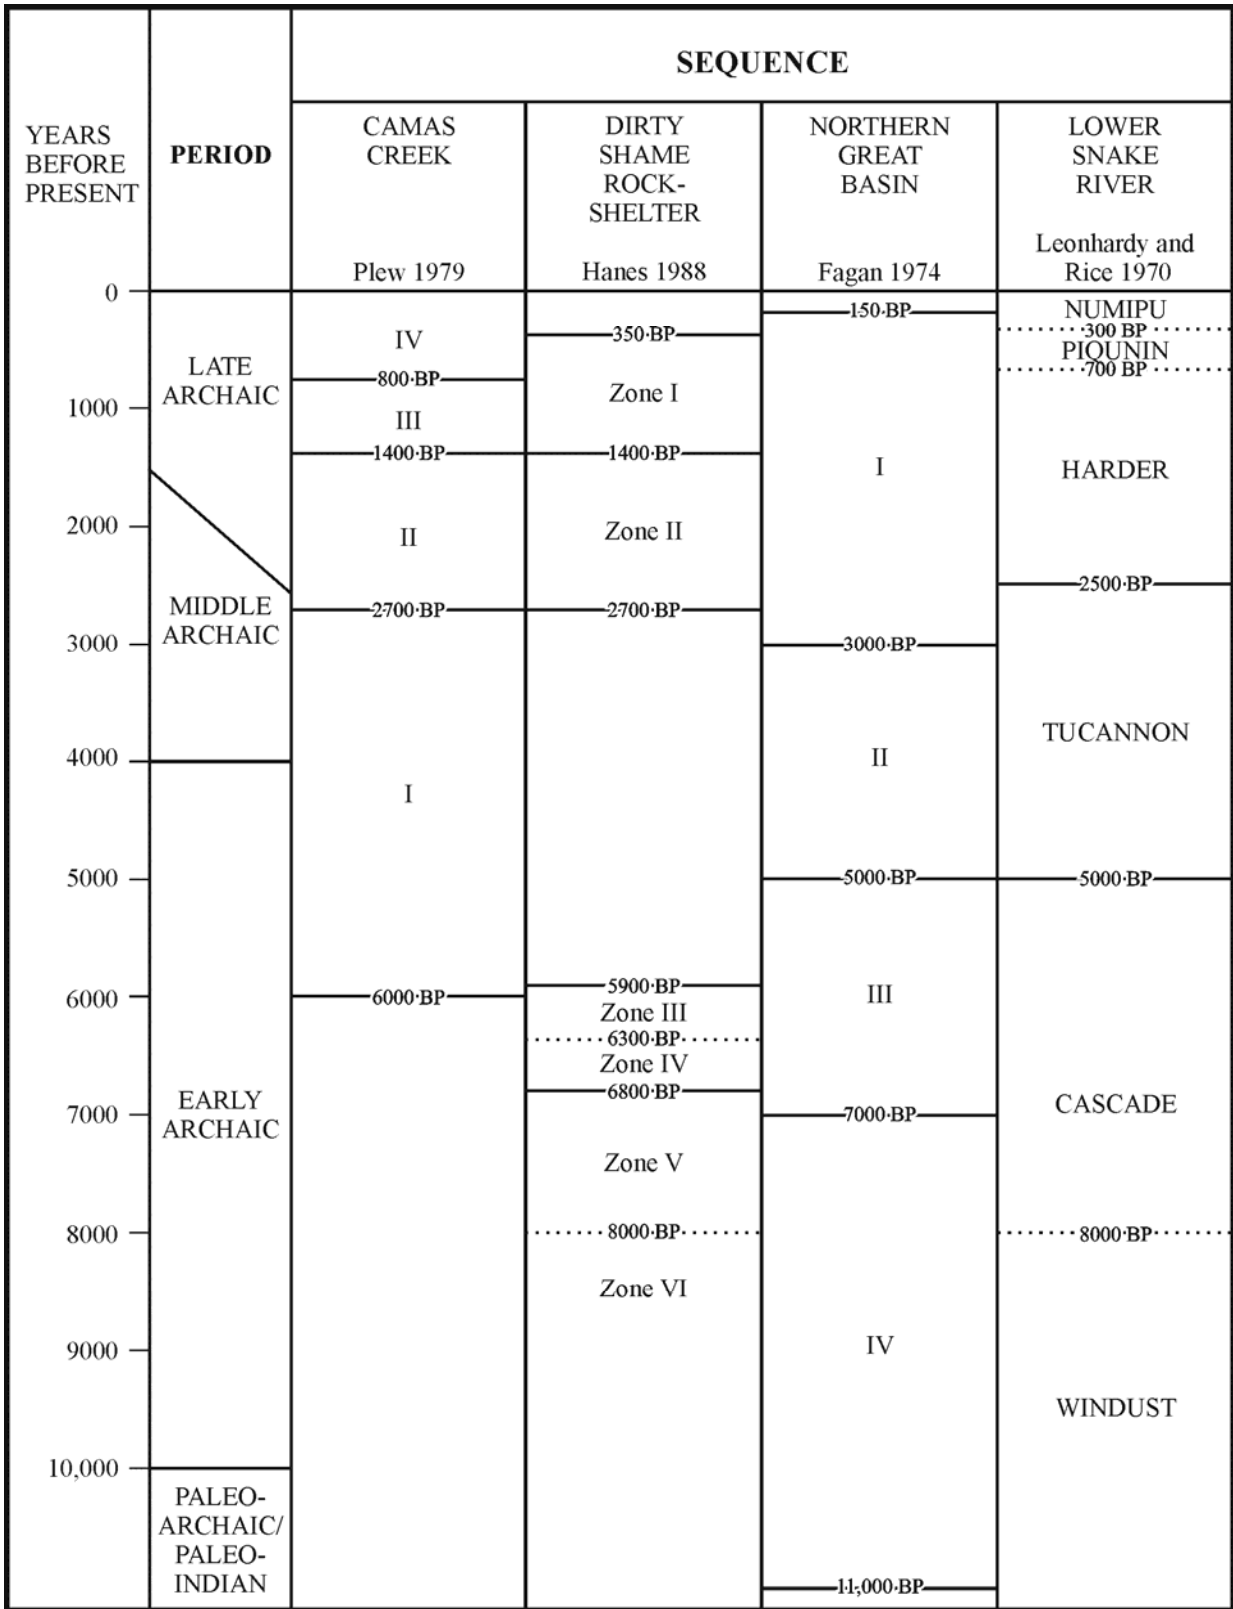 SEQUENCE
YEARS
BEFORE
PRESENT
PERIOD
CAMAS
CREEK
Plew 1979
DIRTY
SHAME
ROCK-
SHELTER
Hanes 1988
NORTHERN
GREAT
BASIN
Fagan 1974
LOWER
SNAKE
RIVER
Leonhardy and
Rice 1970
0
1000
2000
3000
4000
5000
6000
7000
8000
9000
10,000
LATE
ARCHAIC
MIDDLE
ARCHAIC
EARLY
ARCHAIC
PALEO-
ARCHAIC/
PALEO-
INDIAN
IV
800 BP
III
1400 BP
II
2700 BP
I
6000 BP
350 BP
Zone I
1400 BP
Zone II
2700 BP
5900 BP
Zone III
6300 BP
Zone IV
6800 BP
Zone V
8000 BP
Zone VI
150 BP
I
3000 BP
II
5000 BP
III
7000 BP
IV
11,000 BP
NUMIPU
300 BP
PIQUNIN
700 BP
HARDER
2500 BP
TUCANNON
5000 BP
CASCADE
8000 BP
WINDUST